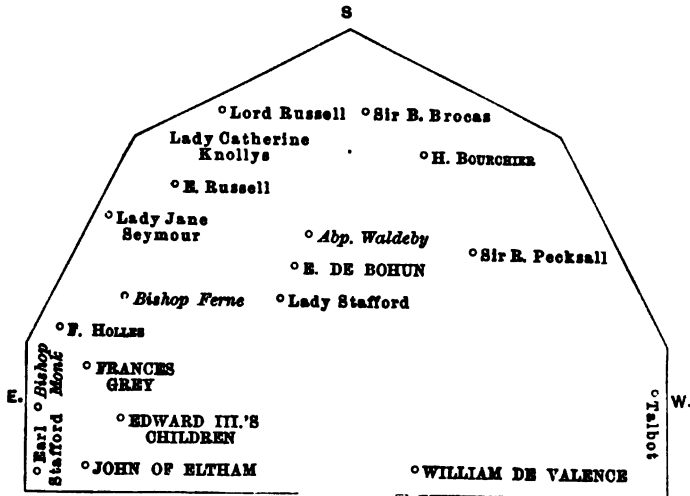 S
Lord Russell Sir B. Brocas
Lady Catherine
Knollys
H. BOURCHIER
E. Russell
Lady Jane
Seymour
Abp. Waldeby
Sir R. Pecksall
E. DE BOHUN
Bishop Ferne Lady Stafford
F. HOLLES
Bishop
Monk
FRANCES
GREY
E.
W.
Talbot
Earl
Stafford
EDWARD III.'S
CHILDREN
JOHN OF ELTHAM
WILLIAM DE VALENCE